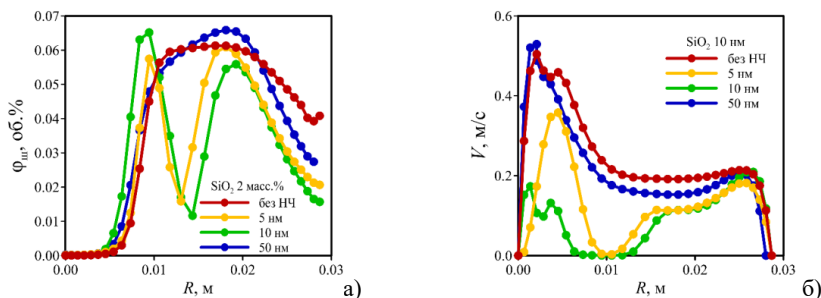 0.07
0.06
0.05
0.04
0.03
0.02
0.01
0.00
φш, об.%
SiO2 2 масс.%
без НЧ
5 нм
10 нм
50 нм
0.00
0.01
0.02
0.03
R, м
а)
0.6
0.4
0.2
0.0
V, м/с
SiO2 10 нм
без НЧ
5 нм
10 нм
50 нм
0.00
0.01
0.02
0.03
R, м
б)